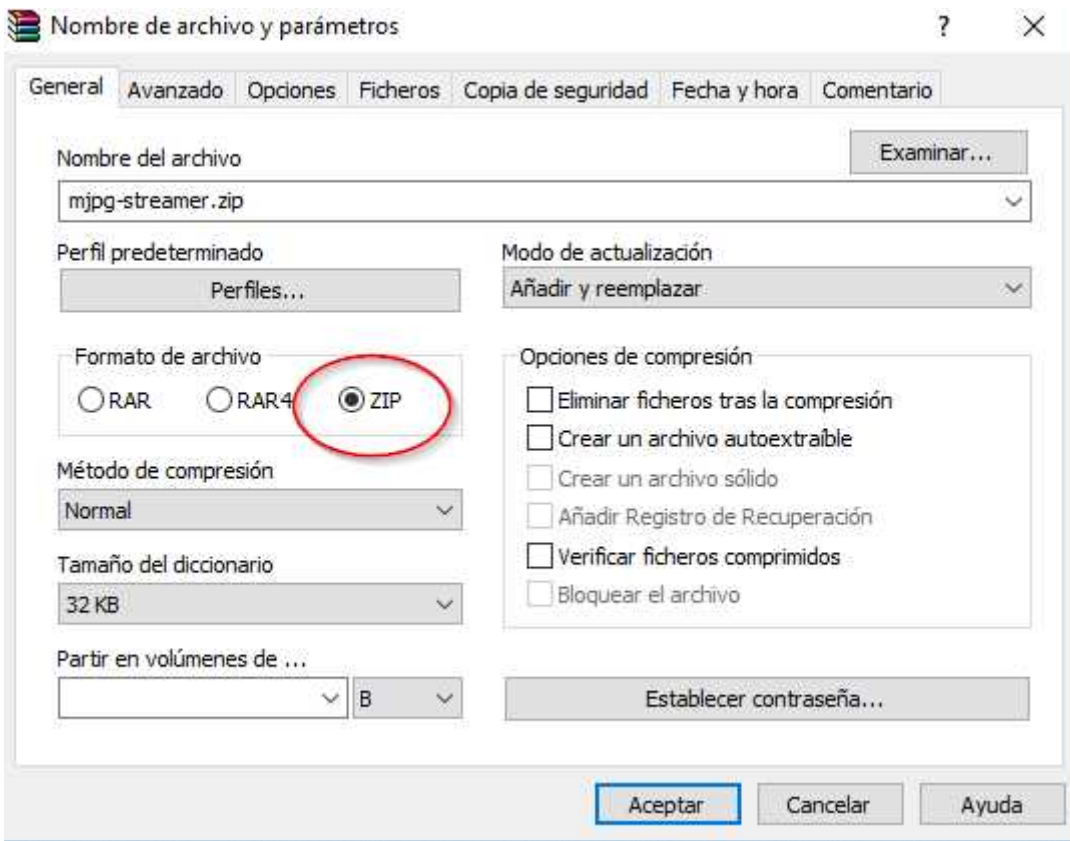 Nombre de archivo y parámetros
?
General Avanzado Opciones Ficheros Copia de seguridad Fecha y hora Comentario
Nombre del archivo
Examinar...
mjpg-streamer.zip
Perfil predeterminado
Perfiles...
Modo de actualización
Añadir y reemplazar
Formato de archivo
RAR RAR4 ZIP
Opciones de compresión
Eliminar ficheros tras la compresión
Crear un archivo autoextraíble
Crear un archivo sólido
Añadir Registro de Recuperación
Verificar ficheros comprimidos
Bloquear el archivo
Método de compresión
Normal
Tamaño del diccionario
32 KB
Partir en volúmenes de ...
B
Establecer contraseña...
Aceptar Cancelar Ayuda